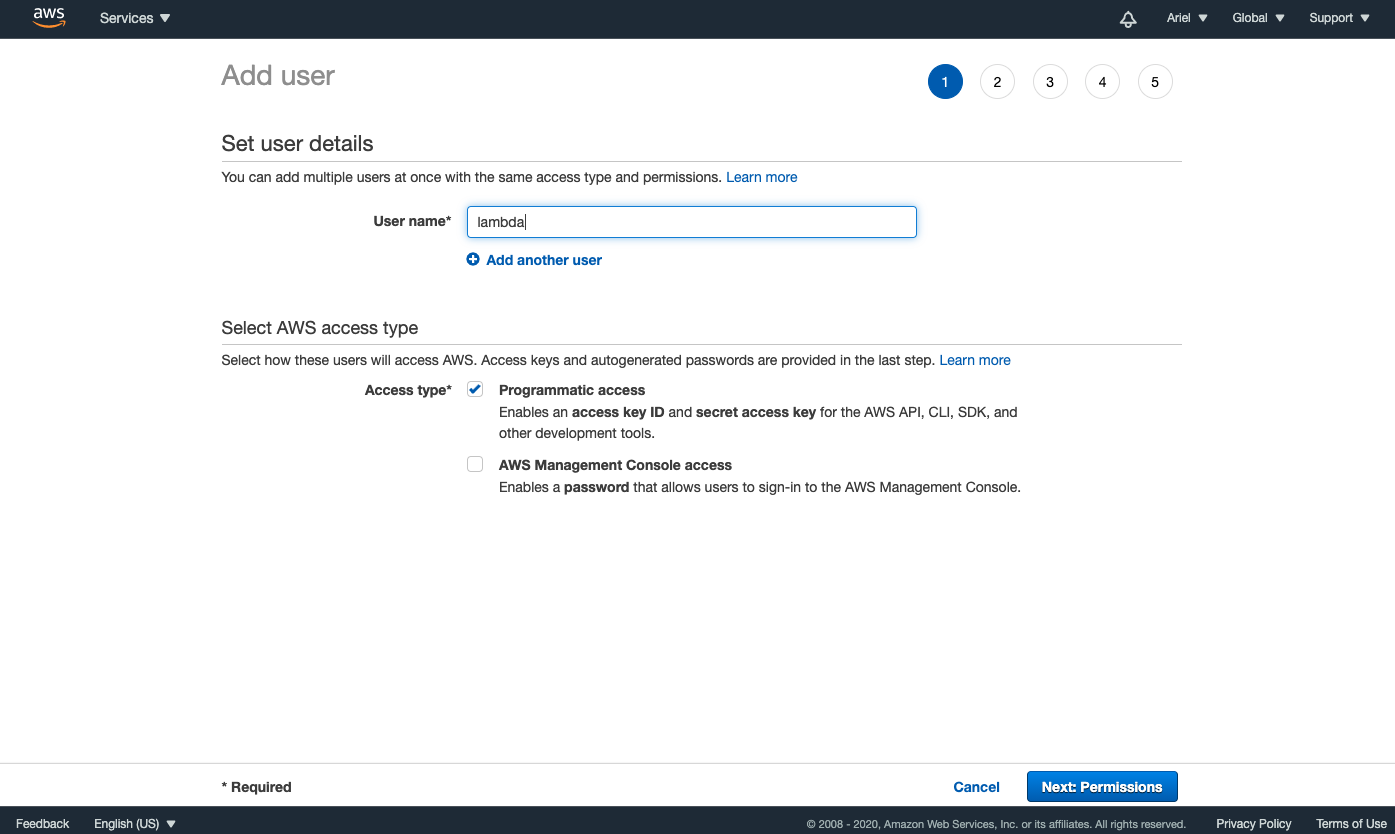 aws
Services
Ariel
Global
Support
Add user
1
2
3
4
5
Set user details
You can add multiple users at once with the same access type and permissions. Learn more
User name*
lambda
Add another user
Select AWS access type
Select how these users will access AWS. Access keys and autogenerated passwords are provided in the last step. Learn more
Access type*
Programmatic access
Enables an access key ID and secret access key for the AWS API, CLI, SDK, and
other development tools.
AWS Management Console access
Enables a password that allows users to sign-in to the AWS Management Console.
* Required
Cancel
Next: Permissions
Feedback
English (US)
© 2008 - 2020, Amazon Web Services, Inc. or its affiliates. All rights reserved.
Privacy Policy
Terms of Use